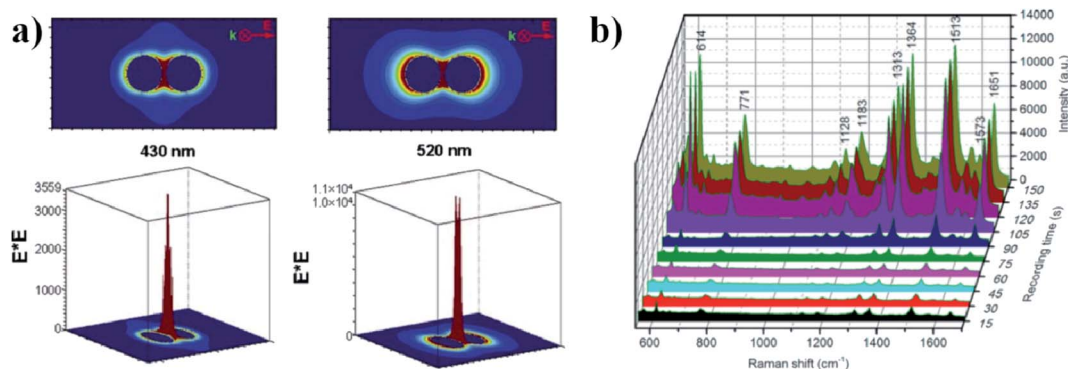 a)
k E
k E
430 nm
520 nm
3559
3000
2000
1000
0
E*E
1.1×10⁴
1.0×10⁴
0
E*E
b)
614
771
1128
1183
1313
1364
1513
1573
1651
14000
12000
10000
8000
6000
4000
2000
0
Intensity (a.u.)
150
135
120
105
90
75
60
45
30
15
Recording time (s)
600 800 1000 1200 1400 1600
Raman shift (cm⁻¹)